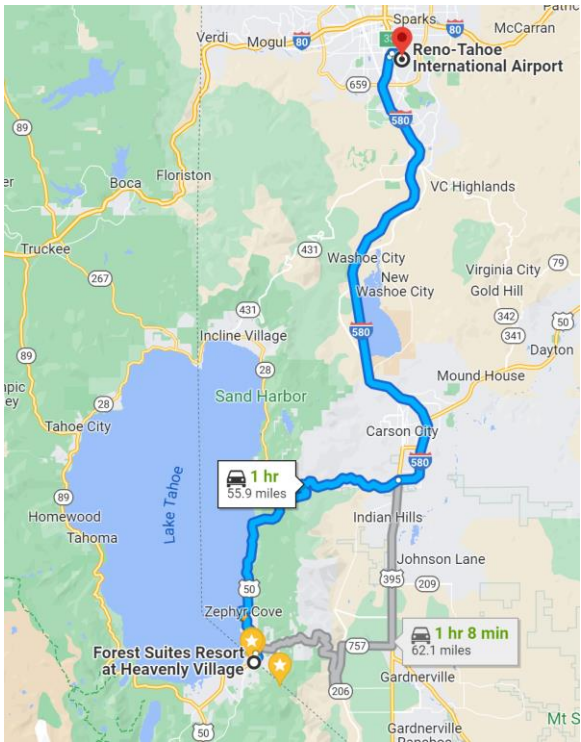 Sparks
Patri
McCarran
Verdi
Mogul
80
80
Reno-Tahoe
International Airport
659
580
89
Floriston
Boca
VC Highlands
Truckee
431
Washoe City
New
Washoe City
Virginia City
79
Gold Hill
267
431
Incline Village
342
50
341
580
Dayton
89
28
28
Mound House
Sand Harbor
Tahoe City
Carson City
580
1 hr
55.9 miles
Lake Tahoe
Homewood
Tahoma
Indian Hills
Johnson Lane
89
50
395
209
Zephyr Cove
1 hr 8 min
62.1 miles
Forest Suites Resort
at Heavenly Village
757
Gardnerville
206
50
Gardnerville
Mt S